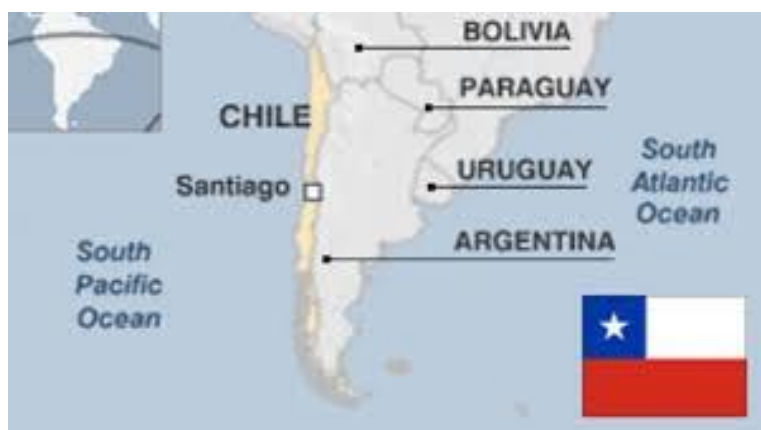 BOLIVIA
PARAGUAY
CHILE
URUGUAY
South
Atlantic
Ocean
Santiago
ARGENTINA
South
Pacific
Ocean